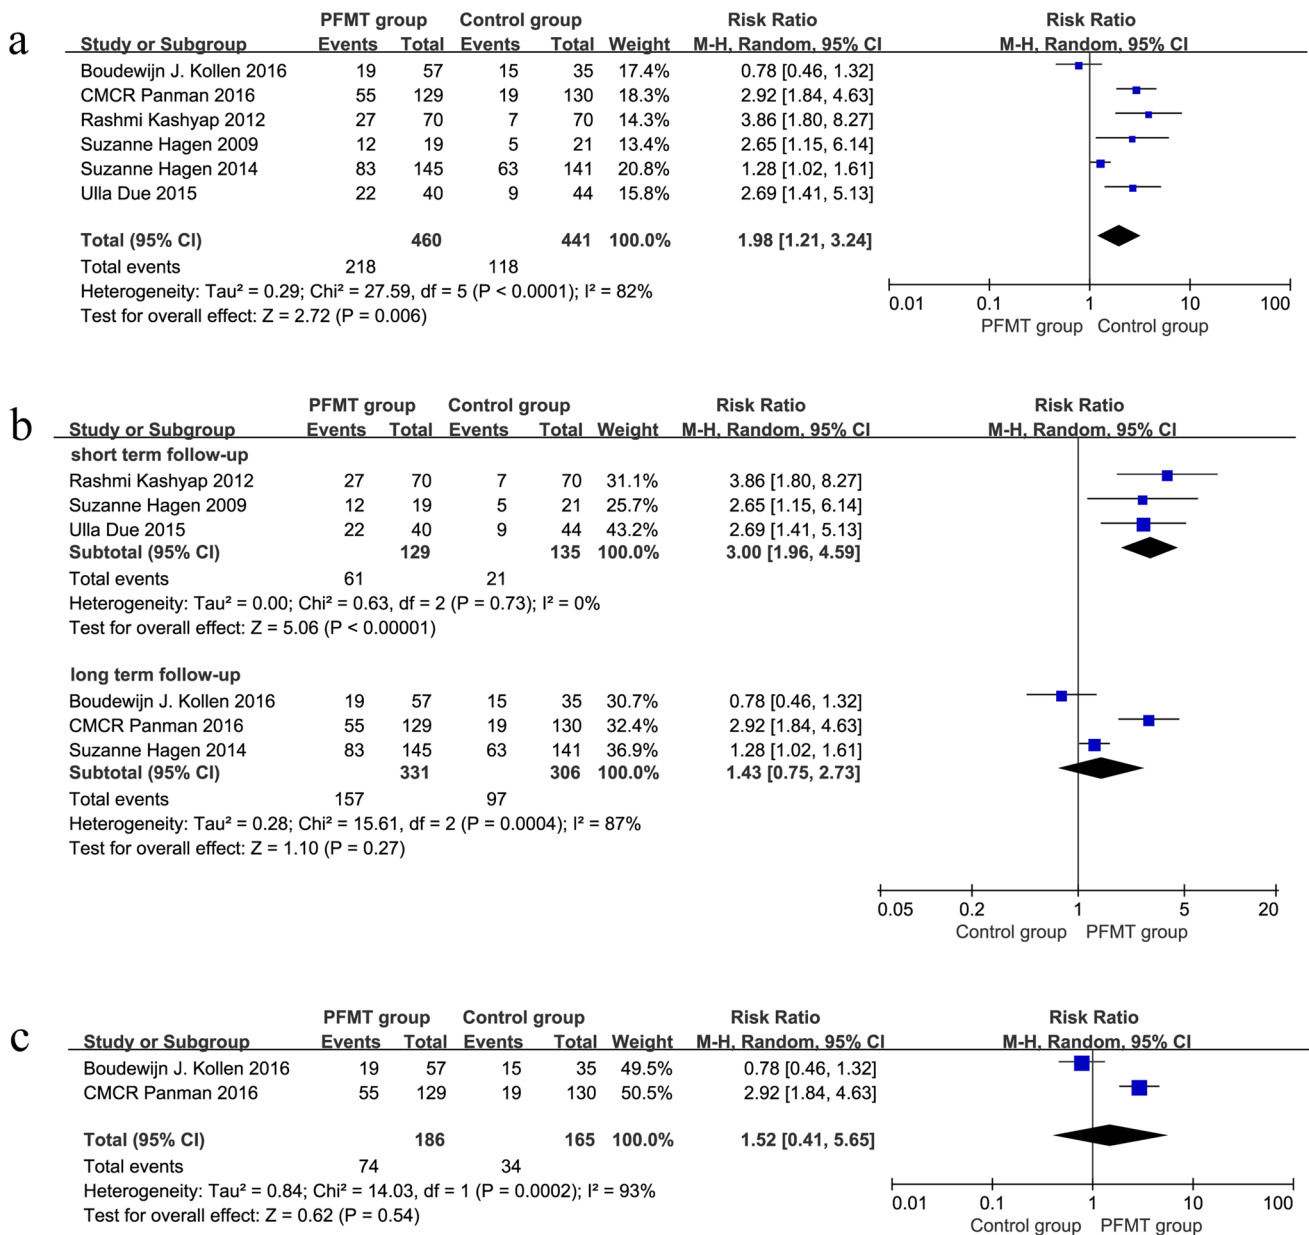 a
PFMT group Control group Risk Ratio Risk Ratio
Study or Subgroup Events Total Events Total Weight M-H, Random, 95% CI M-H, Random, 95% CI
Boudewijn J. Kollen 2016 19 57 15 35 17.4% 0.78 [0.46, 1.32]
CMCR Panman 2016 55 129 19 130 18.3% 2.92 [1.84, 4.63]
Rashmi Kashyap 2012 27 70 7 70 14.3% 3.86 [1.80, 8.27]
Suzanne Hagen 2009 12 19 5 21 13.4% 2.65 [1.15, 6.14]
Suzanne Hagen 2014 83 145 63 141 20.8% 1.28 [1.02, 1.61]
Ulla Due 2015 22 40 9 44 15.8% 2.69 [1.41, 5.13]
Total (95% CI) 460 441 100.0% 1.98 [1.21, 3.24]
Total events 218 118
Heterogeneity: Tau² = 0.29; Chi² = 27.59, df = 5 (P < 0.0001); I² = 82%
Test for overall effect: Z = 2.72 (P = 0.006)
0.01 0.1 1 10 100
PFMT group Control group
b
PFMT group Control group Risk Ratio Risk Ratio
Study or Subgroup Events Total Events Total Weight M-H, Random, 95% CI M-H, Random, 95% CI
short term follow-up
Rashmi Kashyap 2012 27 70 7 70 31.1% 3.86 [1.80, 8.27]
Suzanne Hagen 2009 12 19 5 21 25.7% 2.65 [1.15, 6.14]
Ulla Due 2015 22 40 9 44 43.2% 2.69 [1.41, 5.13]
Subtotal (95% CI) 129 135 100.0% 3.00 [1.96, 4.59]
Total events 61 21
Heterogeneity: Tau² = 0.00; Chi² = 0.63, df = 2 (P = 0.73); I² = 0%
Test for overall effect: Z = 5.06 (P < 0.00001)
long term follow-up
Boudewijn J. Kollen 2016 19 57 15 35 30.7% 0.78 [0.46, 1.32]
CMCR Panman 2016 55 129 19 130 32.4% 2.92 [1.84, 4.63]
Suzanne Hagen 2014 83 145 63 141 36.9% 1.28 [1.02, 1.61]
Subtotal (95% CI) 331 306 100.0% 1.43 [0.75, 2.73]
Total events 157 97
Heterogeneity: Tau² = 0.28; Chi² = 15.61, df = 2 (P = 0.0004); I² = 87%
Test for overall effect: Z = 1.10 (P = 0.27)
0.05 0.2 1 5 20
Control group PFMT group
c
PFMT group Control group Risk Ratio Risk Ratio
Study or Subgroup Events Total Events Total Weight M-H, Random, 95% CI M-H, Random, 95% CI
Boudewijn J. Kollen 2016 19 57 15 35 49.5% 0.78 [0.46, 1.32]
CMCR Panman 2016 55 129 19 130 50.5% 2.92 [1.84, 4.63]
Total (95% CI) 186 165 100.0% 1.52 [0.41, 5.65]
Total events 74 34
Heterogeneity: Tau² = 0.84; Chi² = 14.03, df = 1 (P = 0.0002); I² = 93%
Test for overall effect: Z = 0.62 (P = 0.54)
0.01 0.1 1 10 100
Control group PFMT group